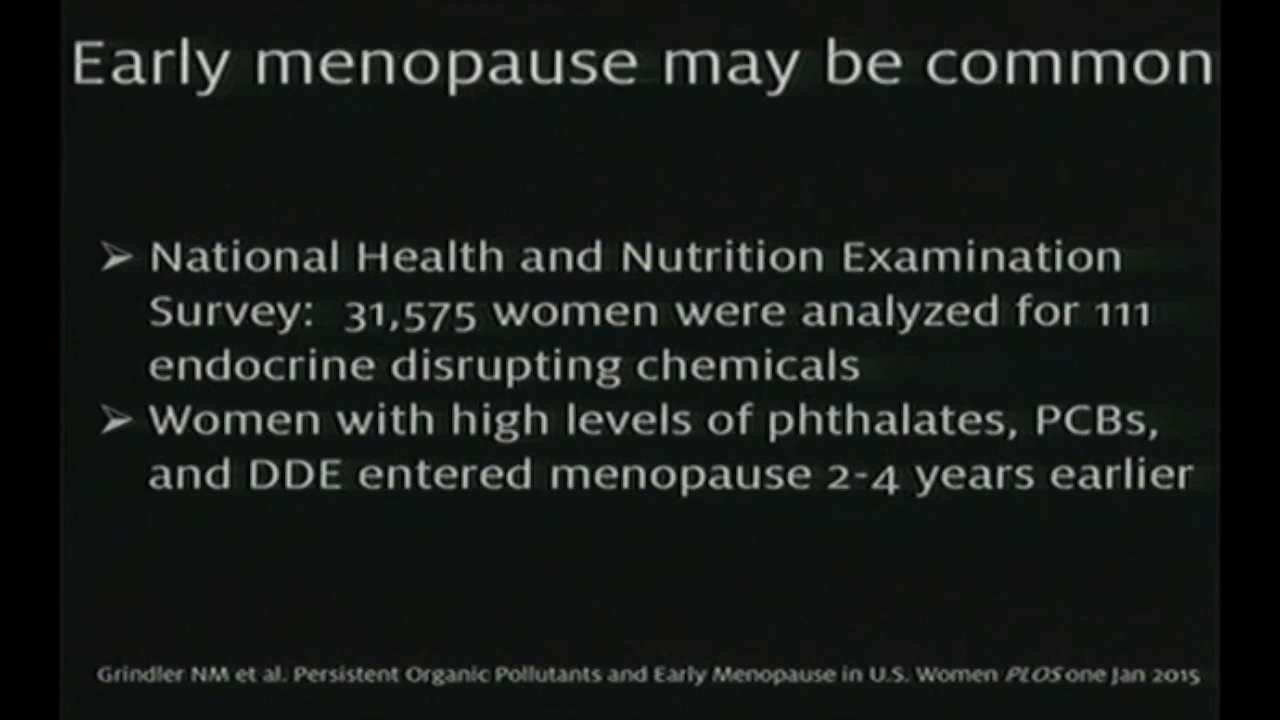 Early menopause may be common
➢ National Health and Nutrition Examination
Survey: 31,575 women were analyzed for 111
endocrine disrupting chemicals
➢ Women with high levels of phthalates, PCBs,
and DDE entered menopause 2-4 years earlier
Grindler NM et al. Persistent Organic Pollutants and Early Menopause in U.S. Women PLOS one Jan 2015